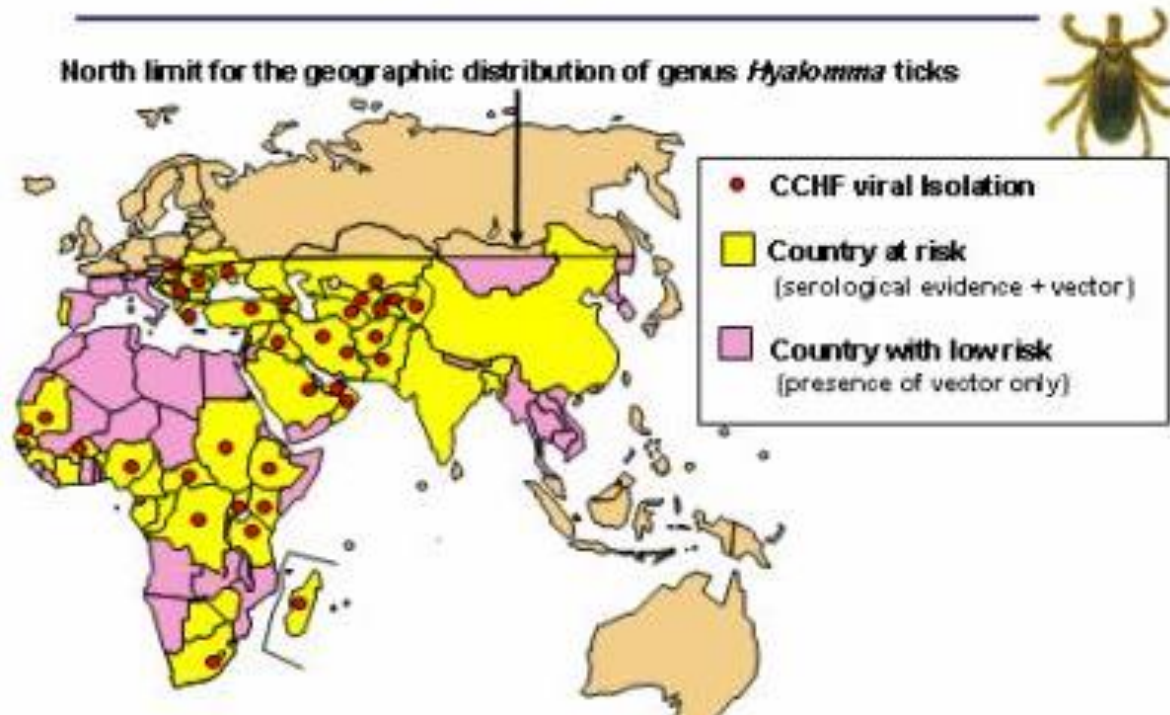 North limit for the geographic distribution of genus Hyalomma ticks
CCHF viral Isolation
Country at risk
(serological evidence + vector)
Country with low risk
(presence of vector only)